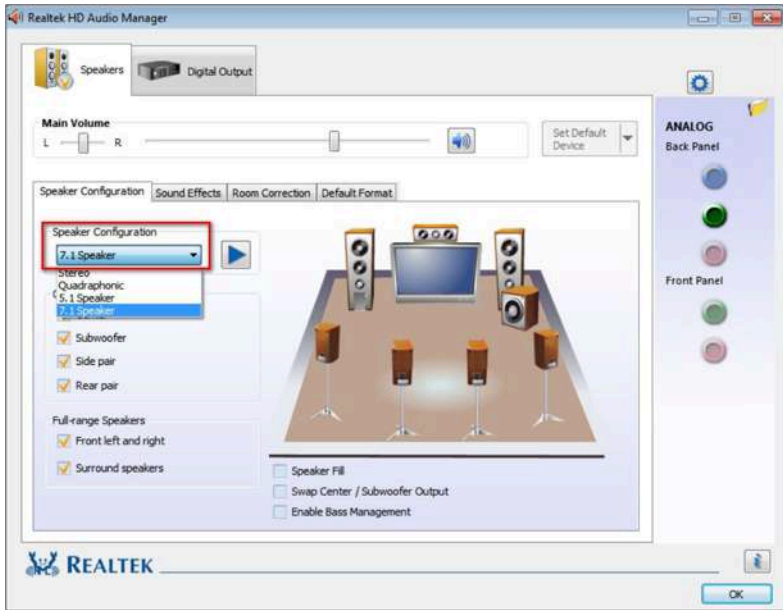 Realtek HD Audio Manager
Speakers
Digital Output
Main Volume
L
R
Set Default
Device
ANALOG
Back Panel
Speaker Configuration
Sound Effects
Room Correction
Default Format
Speaker Configuration
7.1 Speaker
Stereo
Quadraphonic
5.1 Speaker
7.1 Speaker
Subwoofer
Side pair
Rear pair
Full-range Speakers
Front left and right
Surround speakers
Speaker Fill
Swap Center / Subwoofer Output
Enable Bass Management
Front Panel
REALTEK
OK